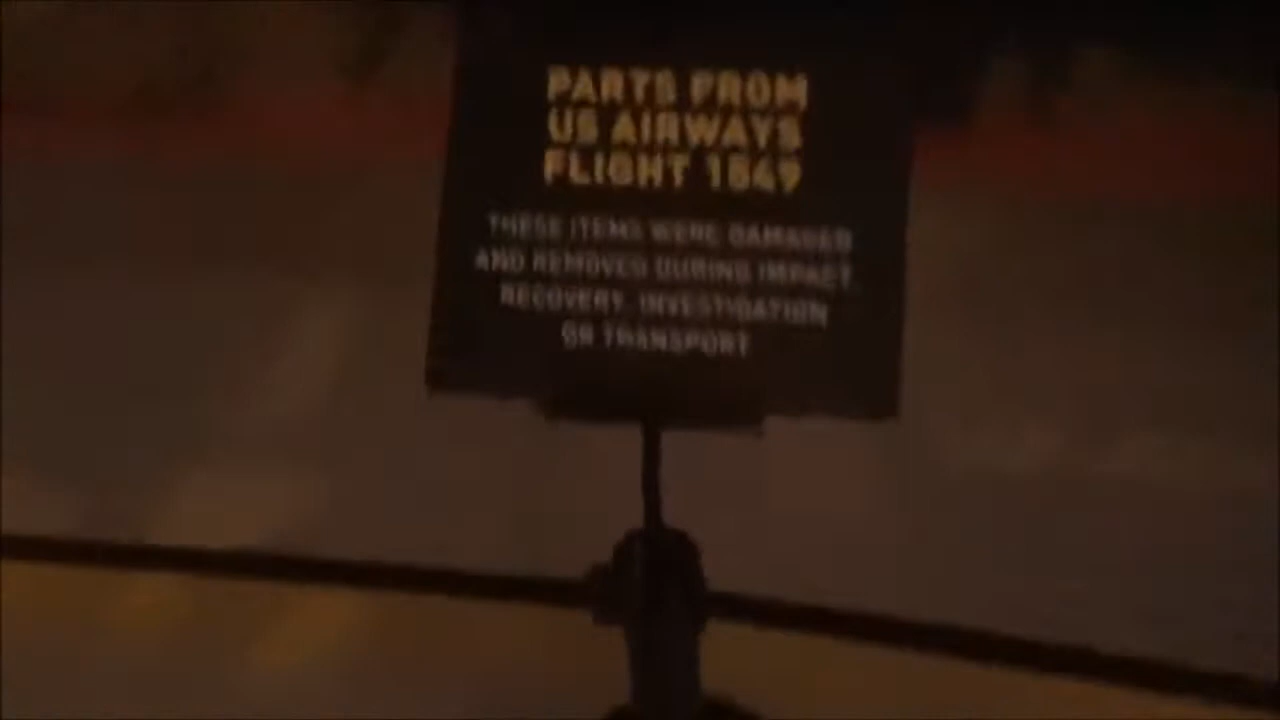 PARTS FROM
US AIRWAYS
FLIGHT 1549
THESE ITEMS WERE DAMAGED
AND REMOVED DURING IMPACT,
RECOVERY, INVESTIGATION
OR TRANSPORT